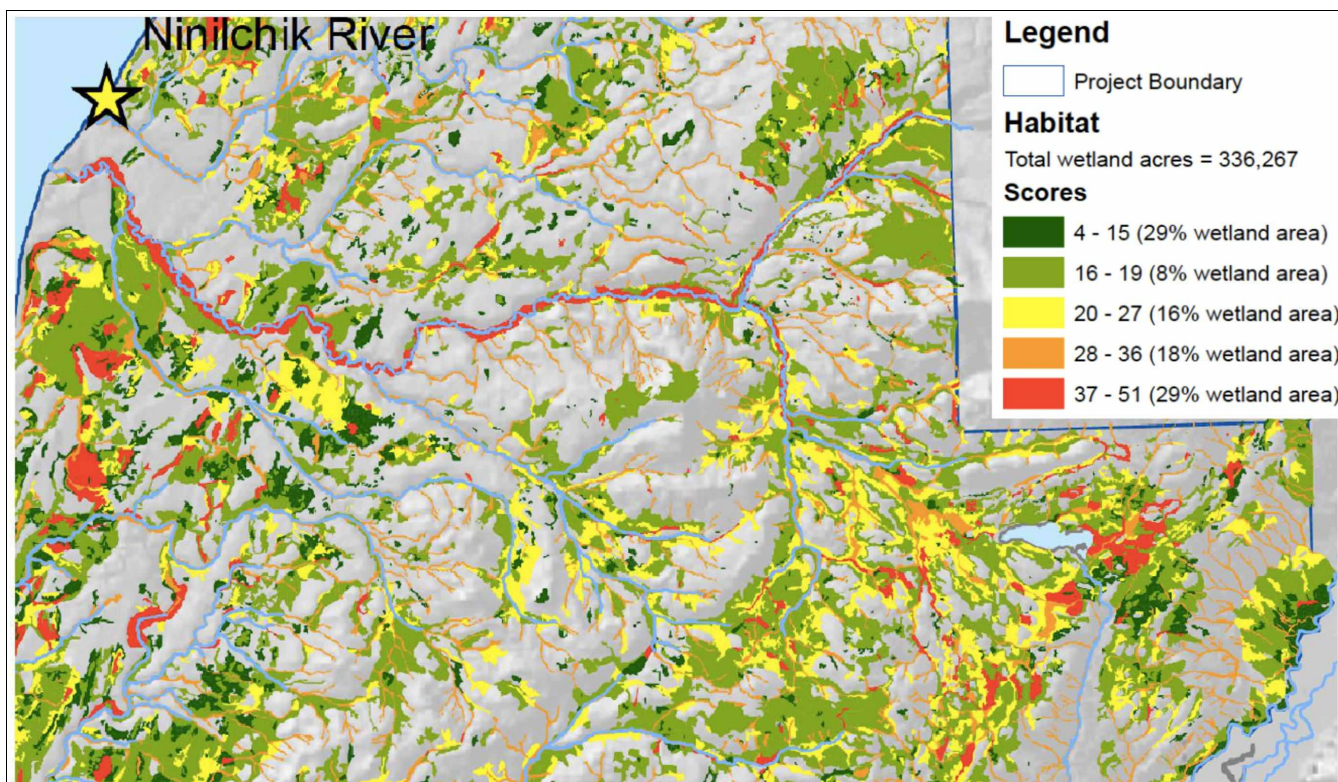 Ninilchik River
Legend
Project Boundary
Habitat
Total wetland acres = 336,267
Scores
4 - 15 (29% wetland area)
16 - 19 (8% wetland area)
20 - 27 (16% wetland area)
28 - 36 (18% wetland area)
37 - 51 (29% wetland area)